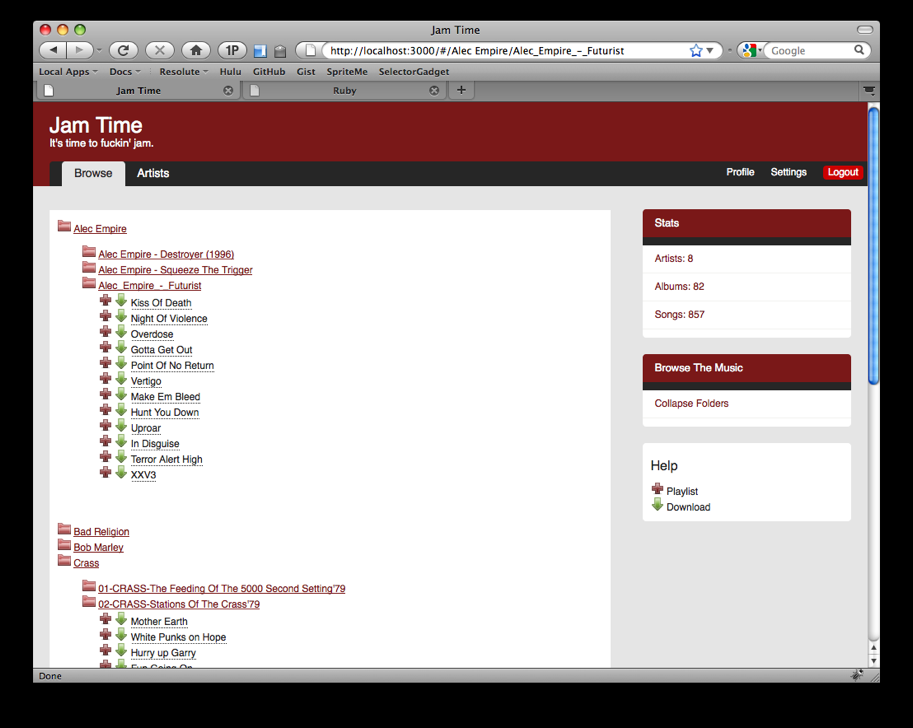 Jam Time
1P
http://localhost:3000/#/Alec Empire/Alec_Empire_-_Futurist
Google
Local Apps Docs Resolute Hulu GitHub Gist SpriteMe SelectorGadget
Jam Time Ruby
Jam Time
It's time to fuckin' jam.
Browse Artists Profile Settings Logout
Alec Empire
Alec Empire - Destroyer (1996)
Alec Empire - Squeeze The Trigger
Alec_Empire_-_Futurist
Kiss Of Death
Night Of Violence
Overdose
Gotta Get Out
Point Of No Return
Vertigo
Make Em Bleed
Hunt You Down
Uproar
In Disguise
Terror Alert High
XXV3
Bad Religion
Bob Marley
Crass
01-CRASS-The Feeding Of The 5000 Second Setting'79
02-CRASS-Stations Of The Crass'79
Mother Earth
White Punks on Hope
Hurry up Garry
Fun Going On
Stats
Artists: 8
Albums: 82
Songs: 857
Browse The Music
Collapse Folders
Help
Playlist
Download
Done